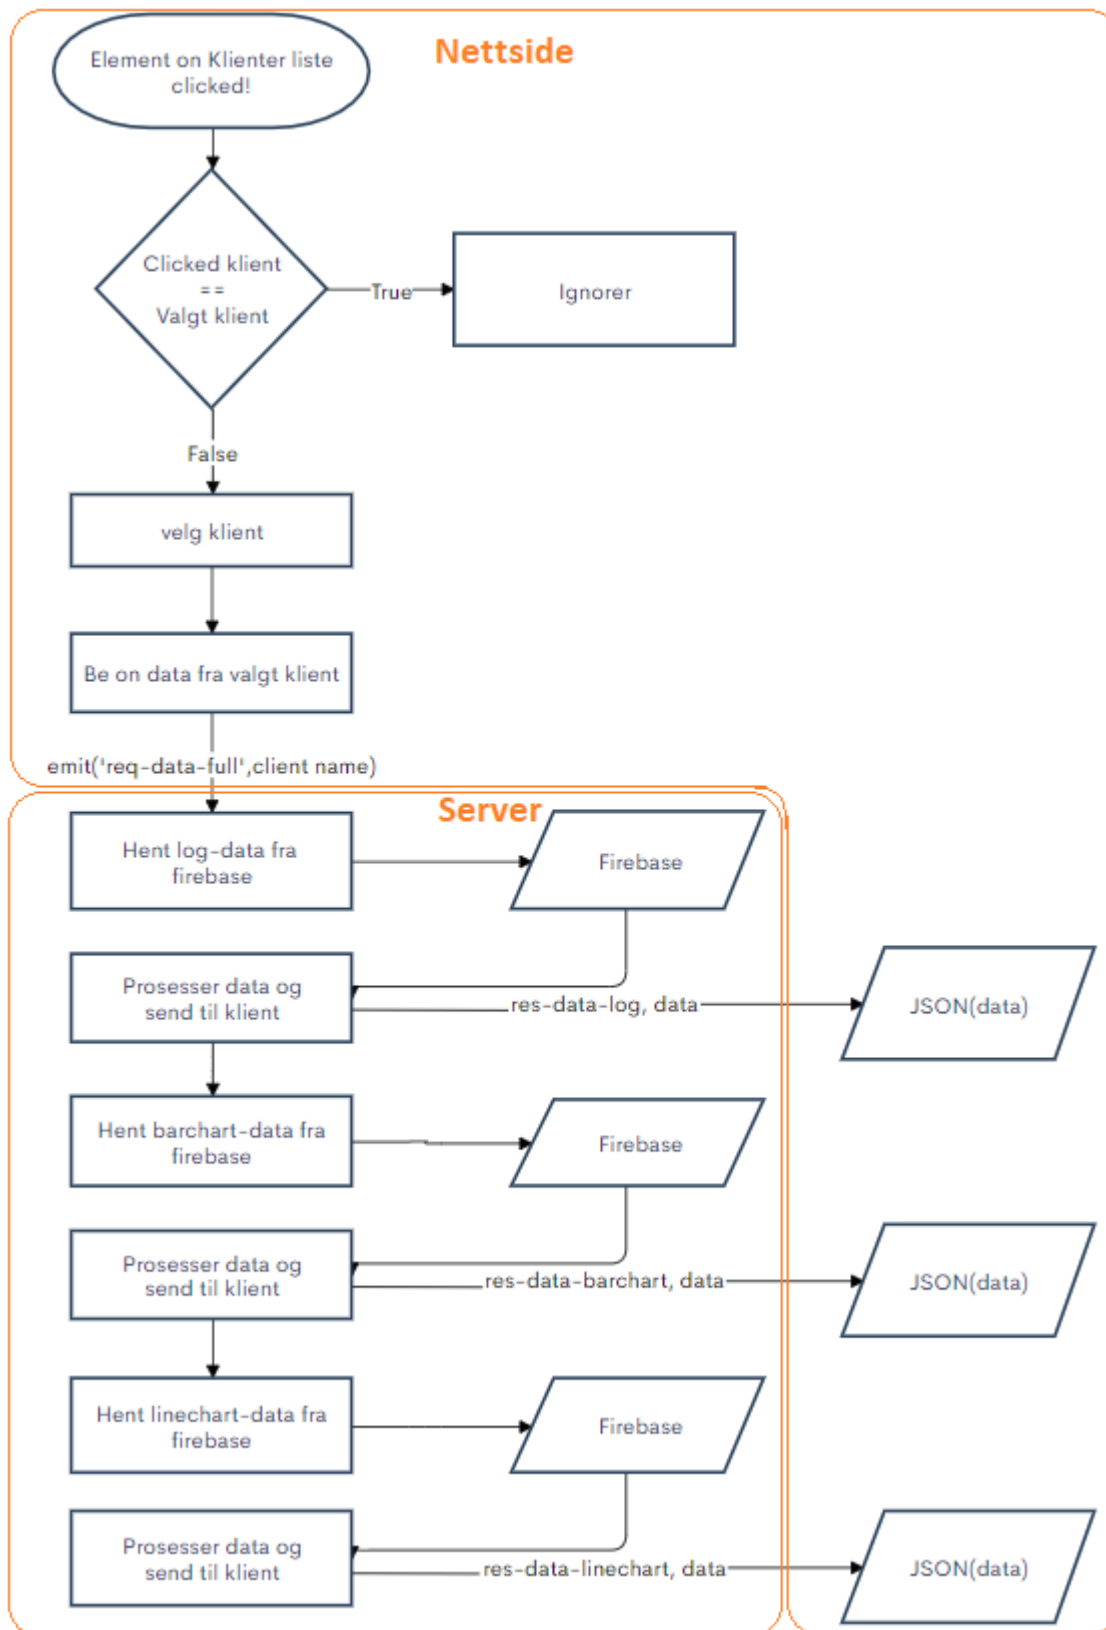 Nettside
Element on Klienter liste
clicked!
Clicked klient
==
Valgt klient
True
Ignorer
False
velg klient
Be on data fra valgt klient
emit('req-data-full',client name)
Server
Hent log-data fra
firebase
Firebase
Prosesser data og
send til klient
res-data-log, data
JSON(data)
Hent barchart-data fra
firebase
Firebase
Prosesser data og
send til klient
res-data-barchart, data
JSON(data)
Hent linechart-data fra
firebase
Firebase
Prosesser data og
send til klient
res-data-linechart, data
JSON(data)